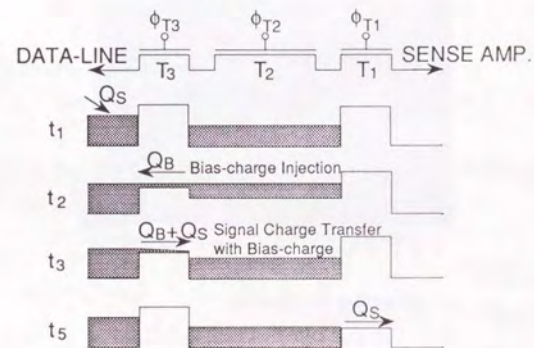 ϕT3 ϕT2 ϕT1
DATA-LINE SENSE AMP.
T3 T2 T1
QS
t1
QB Bias-charge Injection
t2
QB+QS Signal Charge Transfer
with Bias-charge
t3
QS
t5